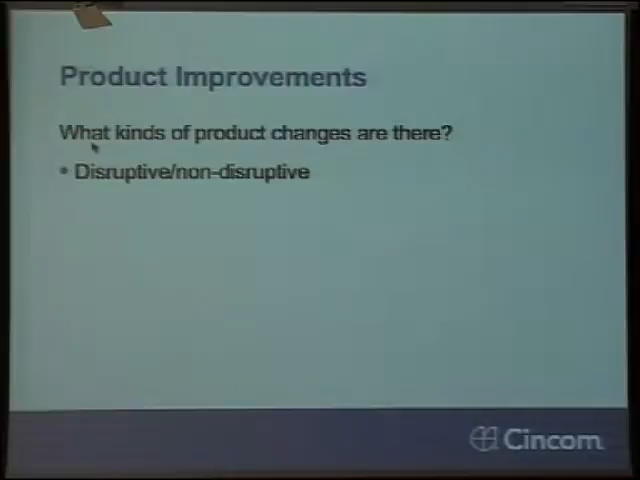 Product Improvements
What kinds of product changes are there?
• Disruptive/non-disruptive
Cincom